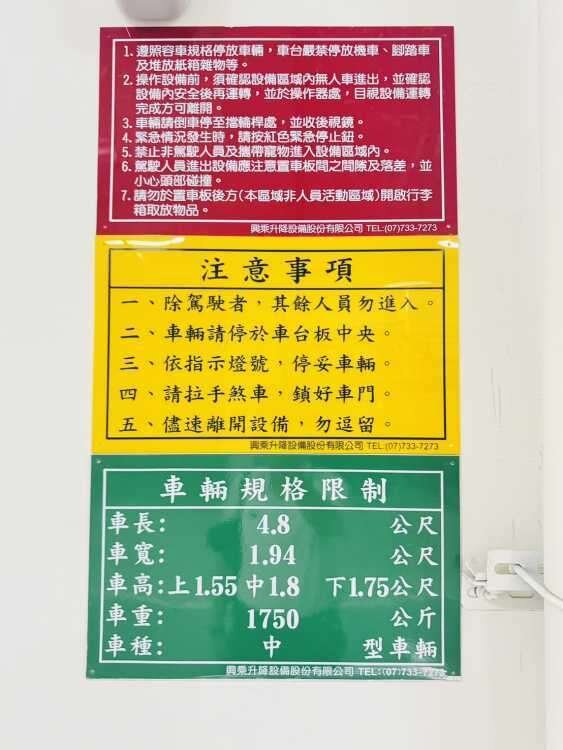 1. 遵照容車規格停放車輛，車台嚴禁停放機車、腳踏車
及堆放紙箱雜物等。
2. 操作設備前，須確認設備區域內無人車進出，並確認
設備內安全後再運轉，並於操作器處，目視設備運轉
完成方可離開。
3. 車輛請倒車停至擋輪桿處，並收後視鏡。
4. 緊急情況發生時，請按紅色緊急停止鈕。
5. 禁止非駕駛人員及攜帶寵物進入設備區域內。
6. 駕駛人員進出設備應注意置車板間之間隙及落差，並
小心頭部碰撞。
7. 請勿於置車板後方(本區域非人員活動區域)開啟行李
箱取放物品。
興乘升降設備股份有限公司 TEL:(07)733-7273
注意事項
一、除駕駛者，其餘人員勿進入。
二、車輛請停於車台板中央。
三、依指示燈號，停妥車輛。
四、請拉手煞車，鎖好車門。
五、儘速離開設備，勿逗留。
興乘升降設備股份有限公司 TEL:(07)733-7273
車輛規格限制
車長: 4.8 公尺
車寬: 1.94 公尺
車高:上1.55 中1.8 下1.75公尺
車重: 1750 公斤
車種: 中 型車輛
興乘升降設備股份有限公司 TEL:(07)733-7273